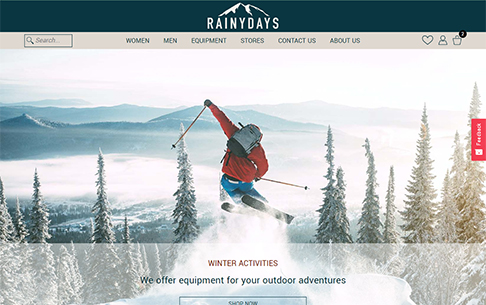 RAINYDAYS
Search...
WOMEN MEN EQUIPMENT STORES CONTACT US ABOUT US
2
Feedback
WINTER ACTIVITIES
We offer equipment for your outdoor adventures
SHOP NOW